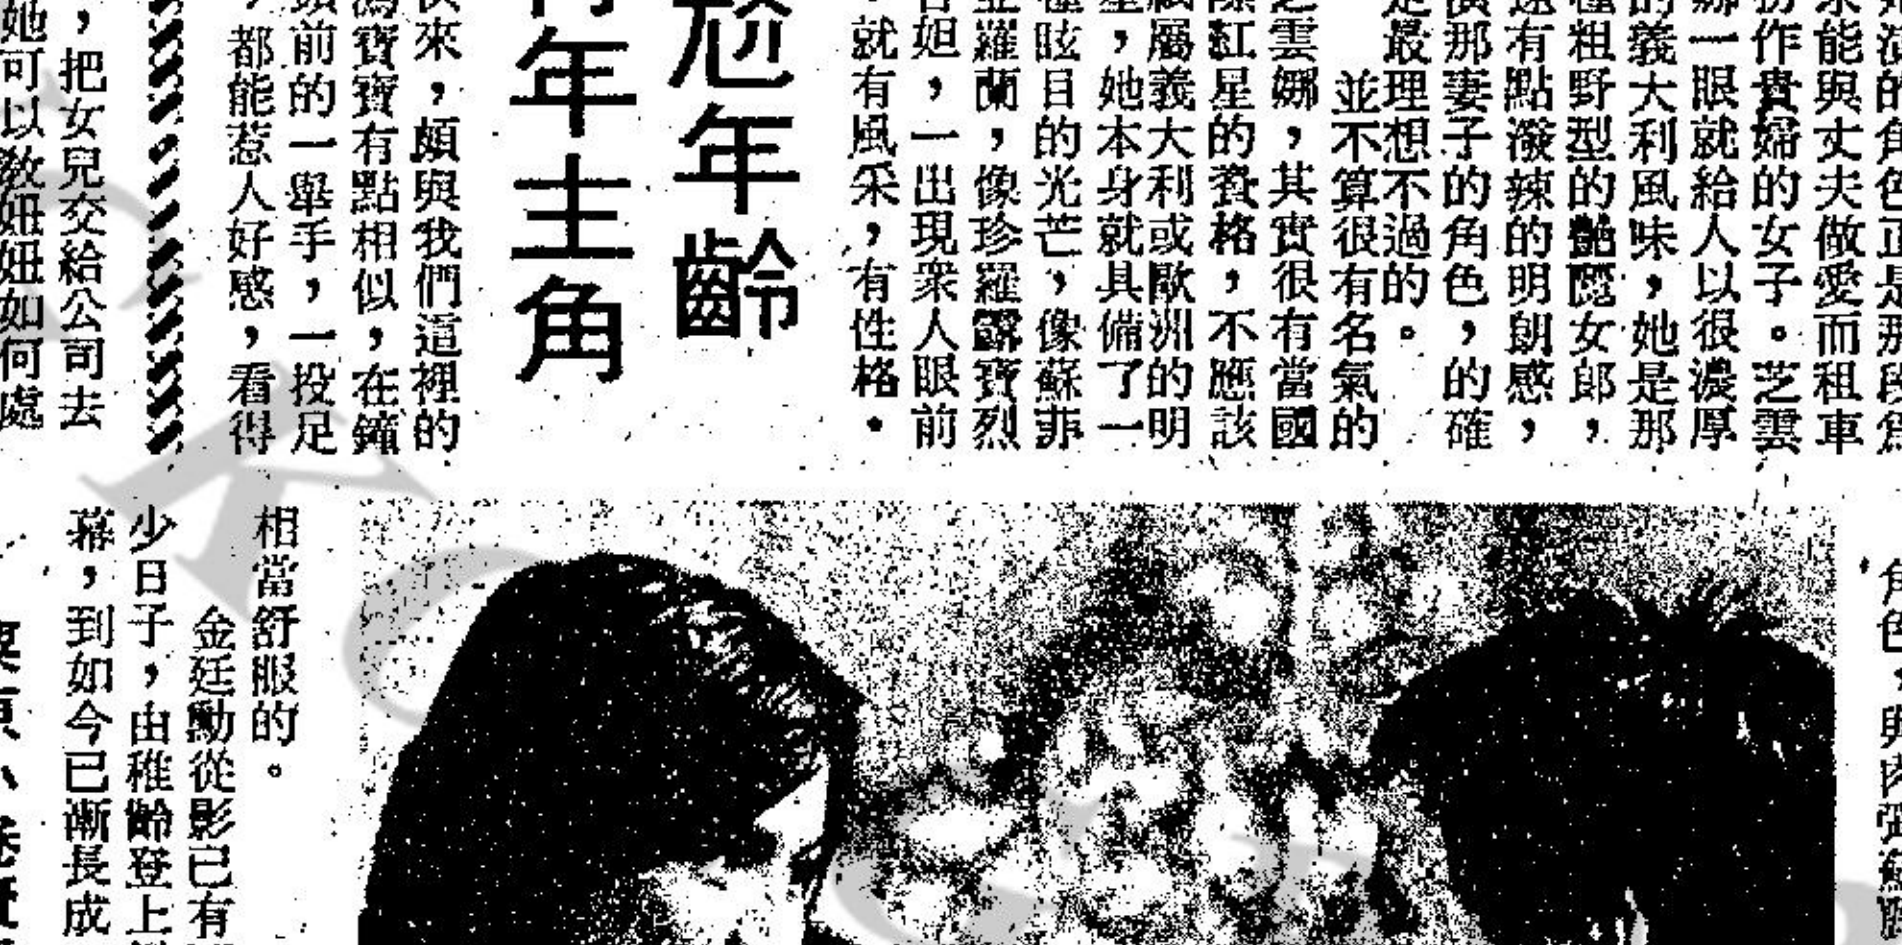 演的角色正是那段為
求能與丈夫做愛而租車
扮作貴婦的女子。芝雲
娜一眼就給人以很濃厚
的義大利風味，她是那
種粗野型的艷麗女郎，
還有點潑辣的明朗感，
演那妻子的角色，的確
是最理想不過的。
並不算很有名氣的
芝雲娜，其實很有當國
際紅星的資格，不應該
屬義大利或歐洲的明
星，她本身就具備了一
種眩目的光芒，像蘇菲
亞羅蘭，像珍羅露寶烈
吉妲，一出現衆人眼前
，就有風采，有性格。
尬年齡
年主角
來，頗與我們這裡的
馮寶寶有點相似，在鐘
頭前的一舉手，一投足
，都能惹人好感，看得
，把女兒交給公司去
她可以教妞妞如何處
角色，與肉彈
相當舒服的。
金廷勳從影已有
少日子，由稚齡登上
幕，到如今已漸長成